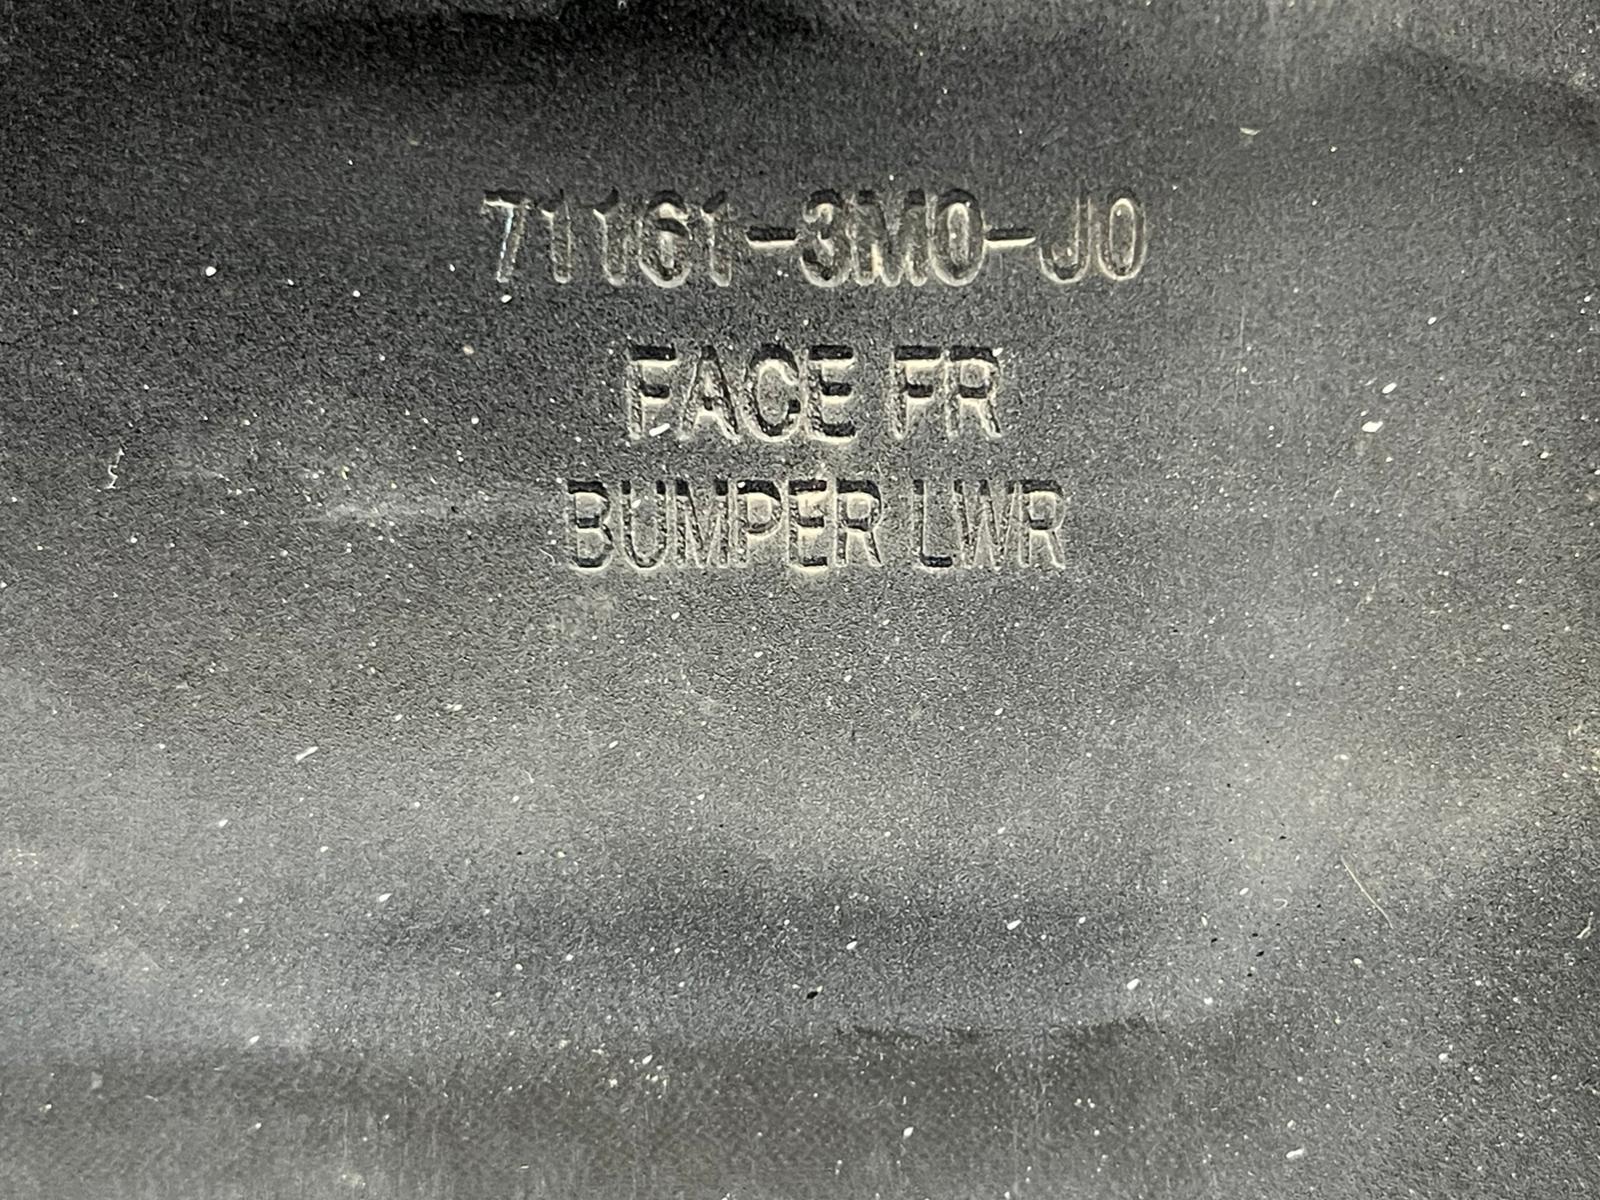 71161-3M0-J0
FACE FR
BUMPER LWR